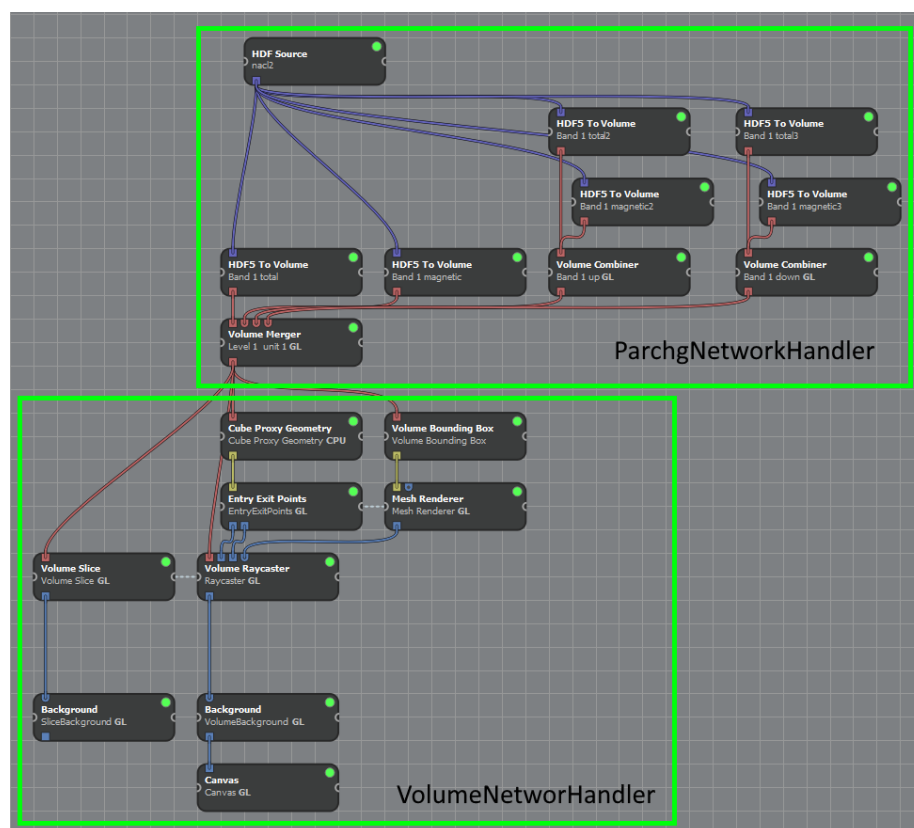 HDF Source
nacl2
HDF5 To Volume
Band 1 total2
HDF5 To Volume
Band 1 total3
HDF5 To Volume
Band 1 magnetic2
HDF5 To Volume
Band 1 magnetic3
HDF5 To Volume
Band 1 total
HDF5 To Volume
Band 1 magnetic
Volume Combiner
Band 1 up GL
Volume Combiner
Band 1 down GL
Volume Merger
Level 1 unit 1 GL
ParchgNetworkHandler
Cube Proxy Geometry
Cube Proxy Geometry CPU
Volume Bounding Box
Volume Bounding Box
Entry Exit Points
EntryExitPoints GL
Mesh Renderer
Mesh Renderer GL
Volume Slice
Volume Slice GL
Volume Raycaster
Raycaster GL
Background
SliceBackground GL
Background
VolumeBackground GL
Canvas
Canvas GL
VolumeNetworHandler